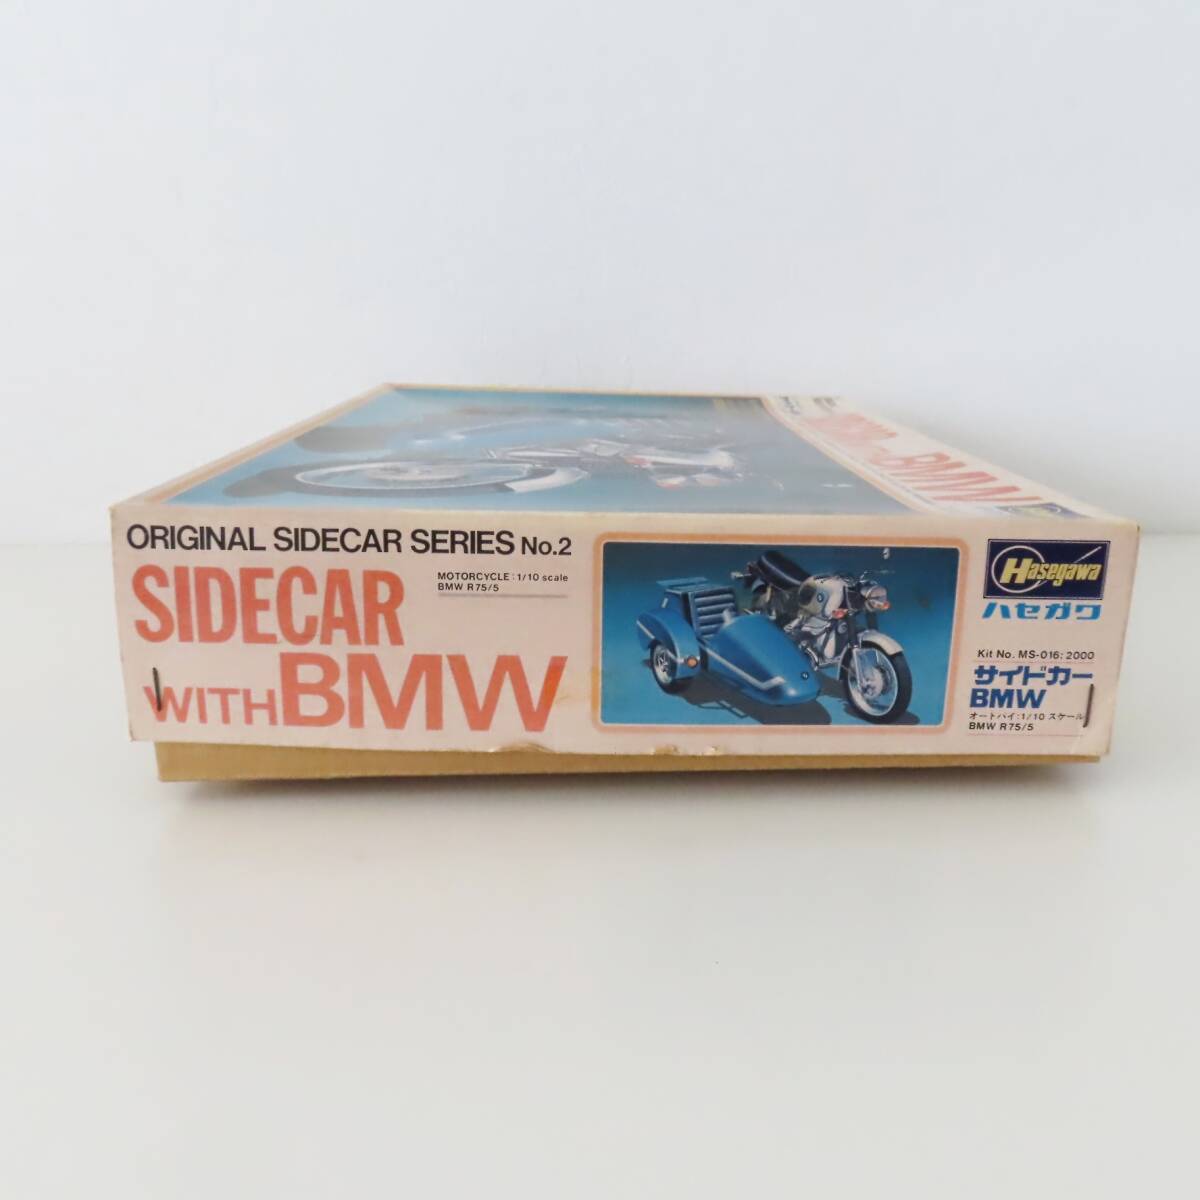 ORIGINAL SIDECAR SERIES No.2
SIDECAR
WITH BMW
MOTORCYCLE: 1/10 scale
BMW R75/5
Hasegawa
ハセガワ
Kit No. MS-016: 2000
サイドカー
BMW
オートバイ:1/10 スケール
BMW R75/5
BMW